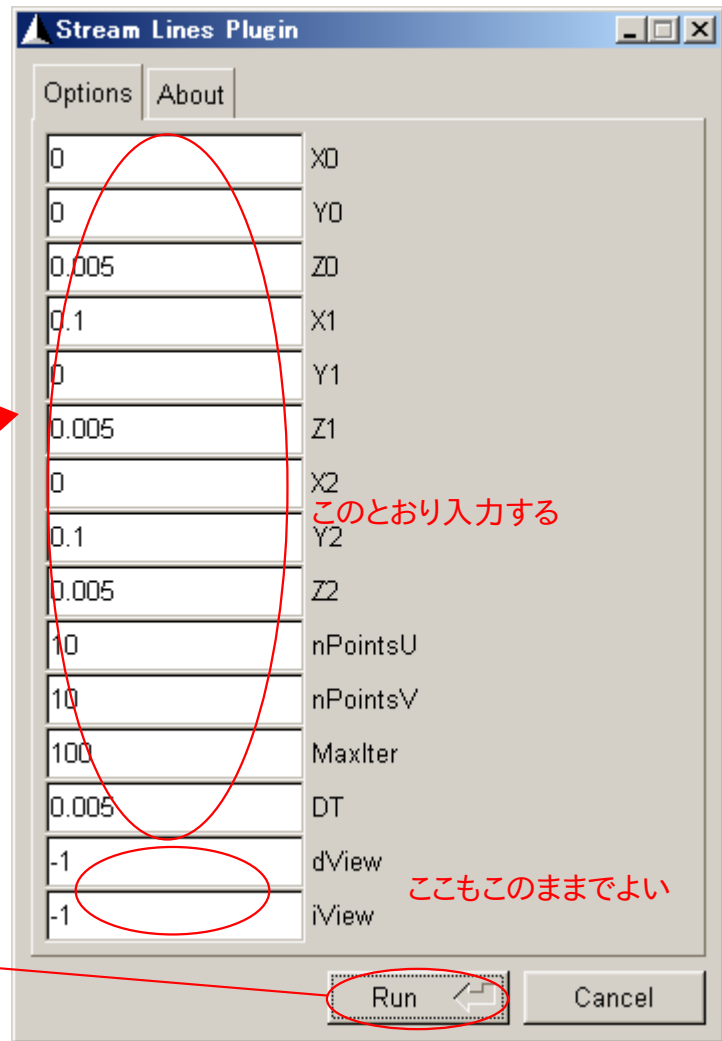 Stream Lines Plugin
Options About
0 X0
0 Y0
0.005 Z0
0.1 X1
0 Y1
0.005 Z1
0 X2
このとおり入力する
0.1 Y2
0.005 Z2
10 nPointsU
10 nPointsV
100 MaxIter
0.005 DT
-1 dView
ここもこのままでよい
-1 iView
Run Cancel